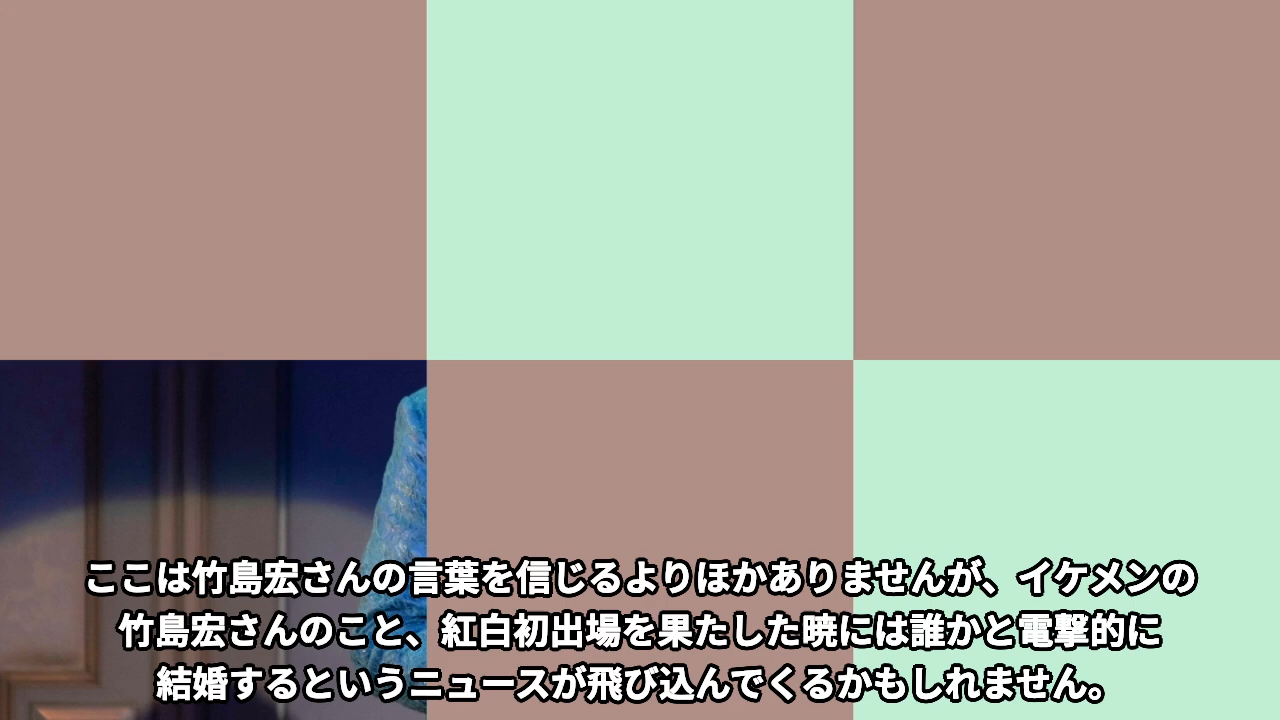 ここは竹島宏さんの言葉を信じるよりほかありませんが、イケメンの
竹島宏さんのこと、紅白初出場を果たした暁には誰かと電撃的に
結婚するというニュースが飛び込んでくるかもしれません。